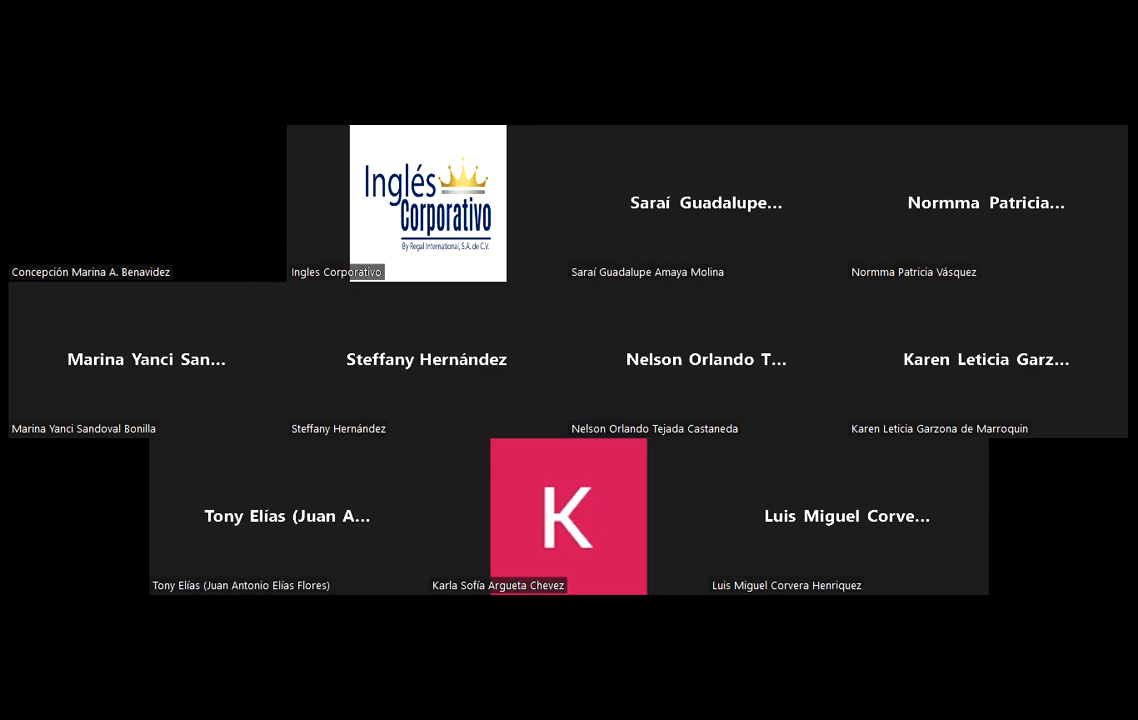 Inglés
Corporativo
By Regal International, S.A. de C.V.
Saraí Guadalupe...
Normma Patricia...
Concepción Marina A. Benavidez
Ingles Corporativo
Saraí Guadalupe Amaya Molina
Normma Patricia Vásquez
Marina Yanci San...
Steffany Hernández
Nelson Orlando T...
Karen Leticia Garz...
Marina Yanci Sandoval Bonilla
Steffany Hernández
Nelson Orlando Tejada Castaneda
Karen Leticia Garzona de Marroquin
Tony Elías (Juan A...
K
Luis Miguel Corve...
Tony Elías (Juan Antonio Elías Flores)
Karla Sofía Argueta Chevez
Luis Miguel Corvera Henriquez